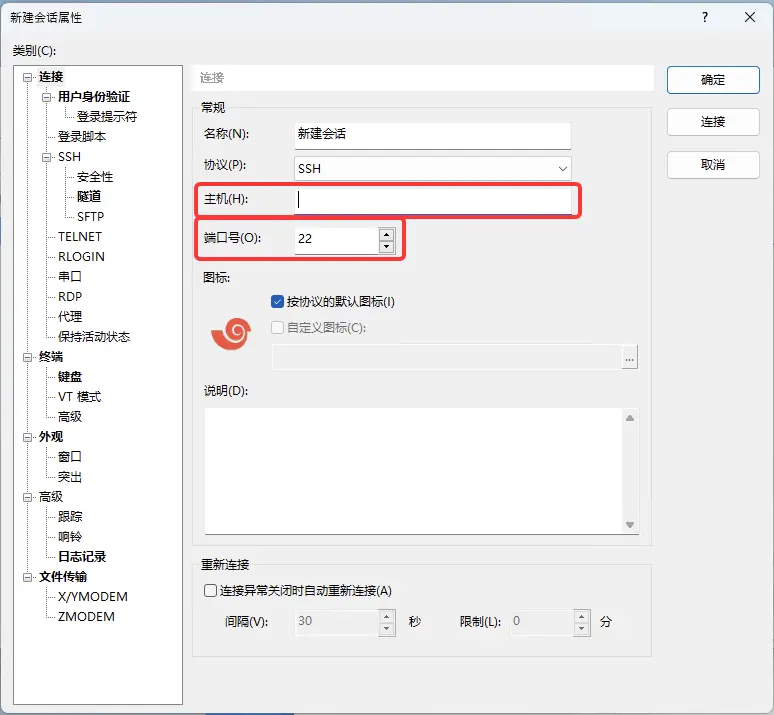 新建会话属性
?
类别(C):
连接
用户身份验证
登录提示符
登录脚本
SSH
安全性
隧道
SFTP
TELNET
RLOGIN
串口
RDP
代理
保持活动状态
终端
键盘
VT 模式
高级
外观
窗口
突出
高级
跟踪
响铃
日志记录
文件传输
X/YMODEM
ZMODEM
连接
常规
名称(N): 新建会话
协议(P): SSH
主机(H):
端口号(O): 22
图标:
按协议的默认图标(I)
自定义图标(C):
...
说明(D):
重新连接
连接异常关闭时自动重新连接(A)
间隔(V): 30 秒 限制(L): 0 分
确定
连接
取消